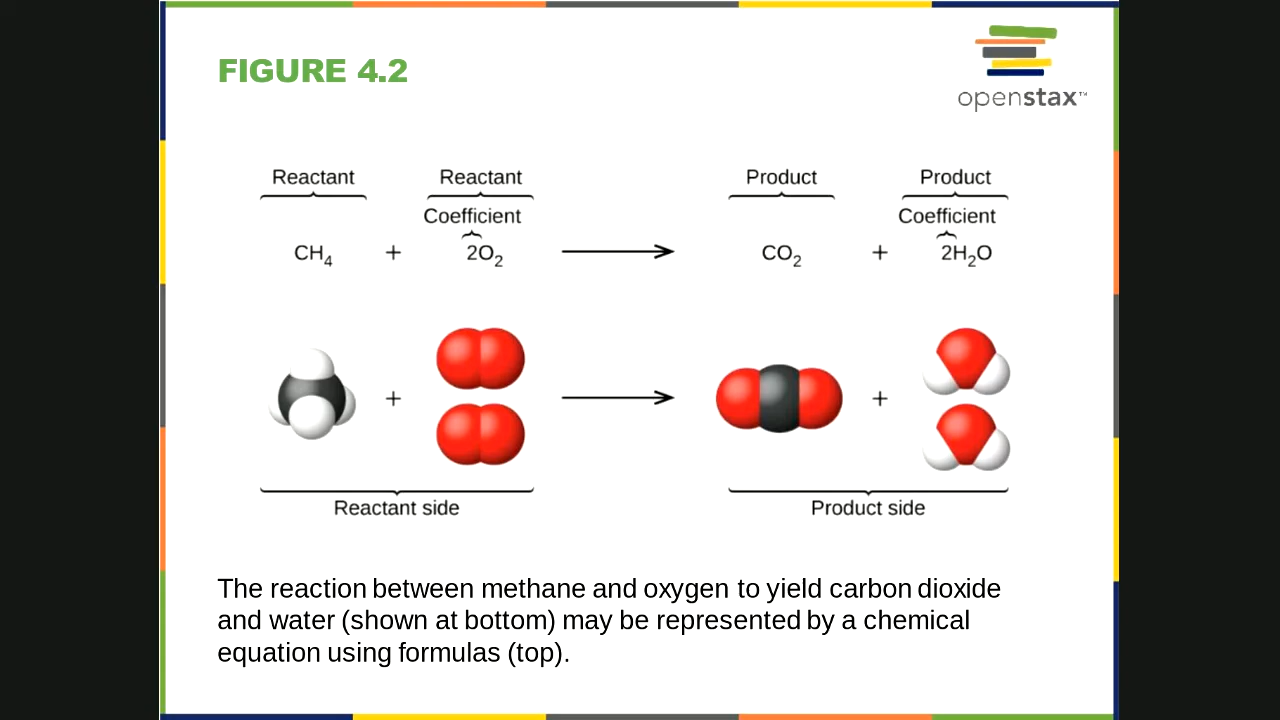 FIGURE 4.2
openstax™
Reactant Reactant Product Product
Coefficient Coefficient
CH₄ + 2O₂ ⟶ CO₂ + 2H₂O
+ ⟶ +
Reactant side Product side
The reaction between methane and oxygen to yield carbon dioxide
and water (shown at bottom) may be represented by a chemical
equation using formulas (top).